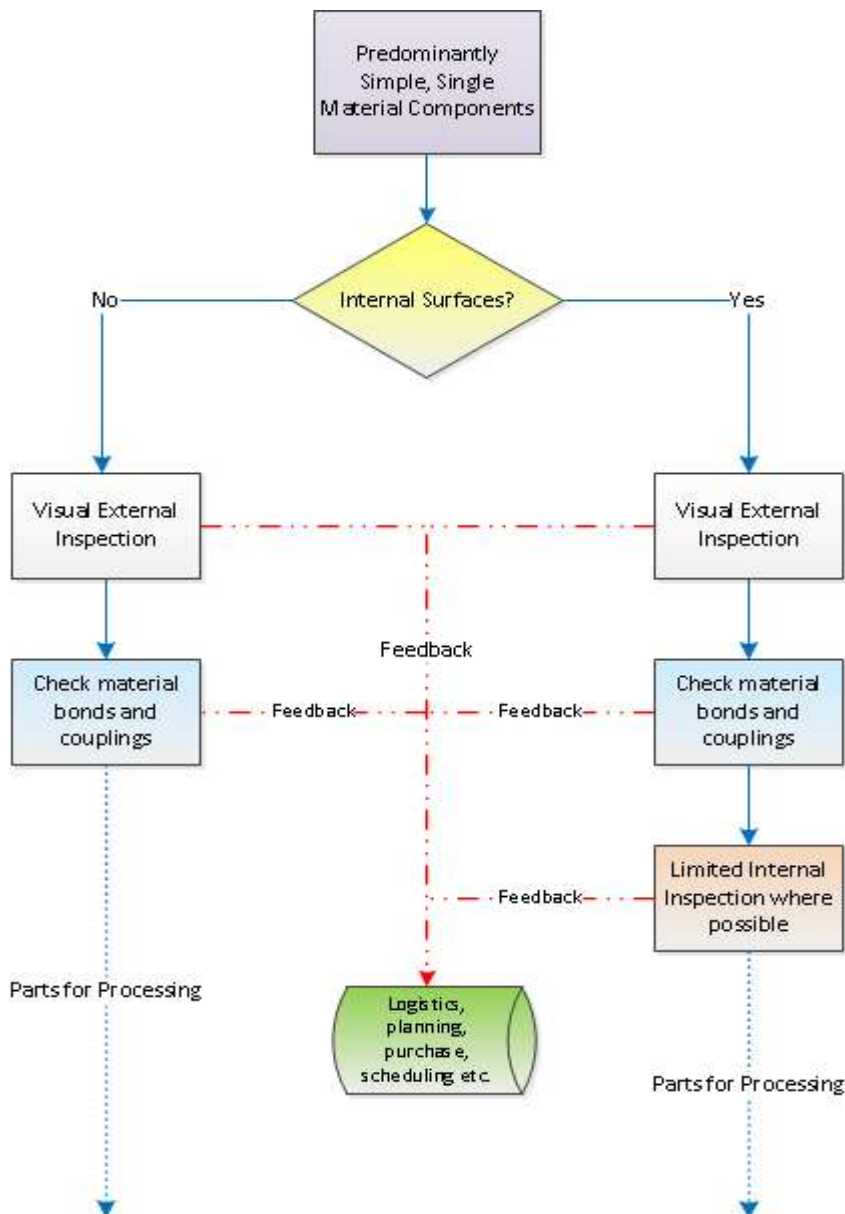 Predominantly
Simple, Single
Material Components
Internal Surfaces?
No
Yes
Visual External
Inspection
Visual External
Inspection
Feedback
Check material
bonds and
couplings
Feedback
Feedback
Check material
bonds and
couplings
Limited Internal
Inspection where
possible
Feedback
Parts for Processing
Logistics,
planning,
purchase,
scheduling etc.
Parts for Processing